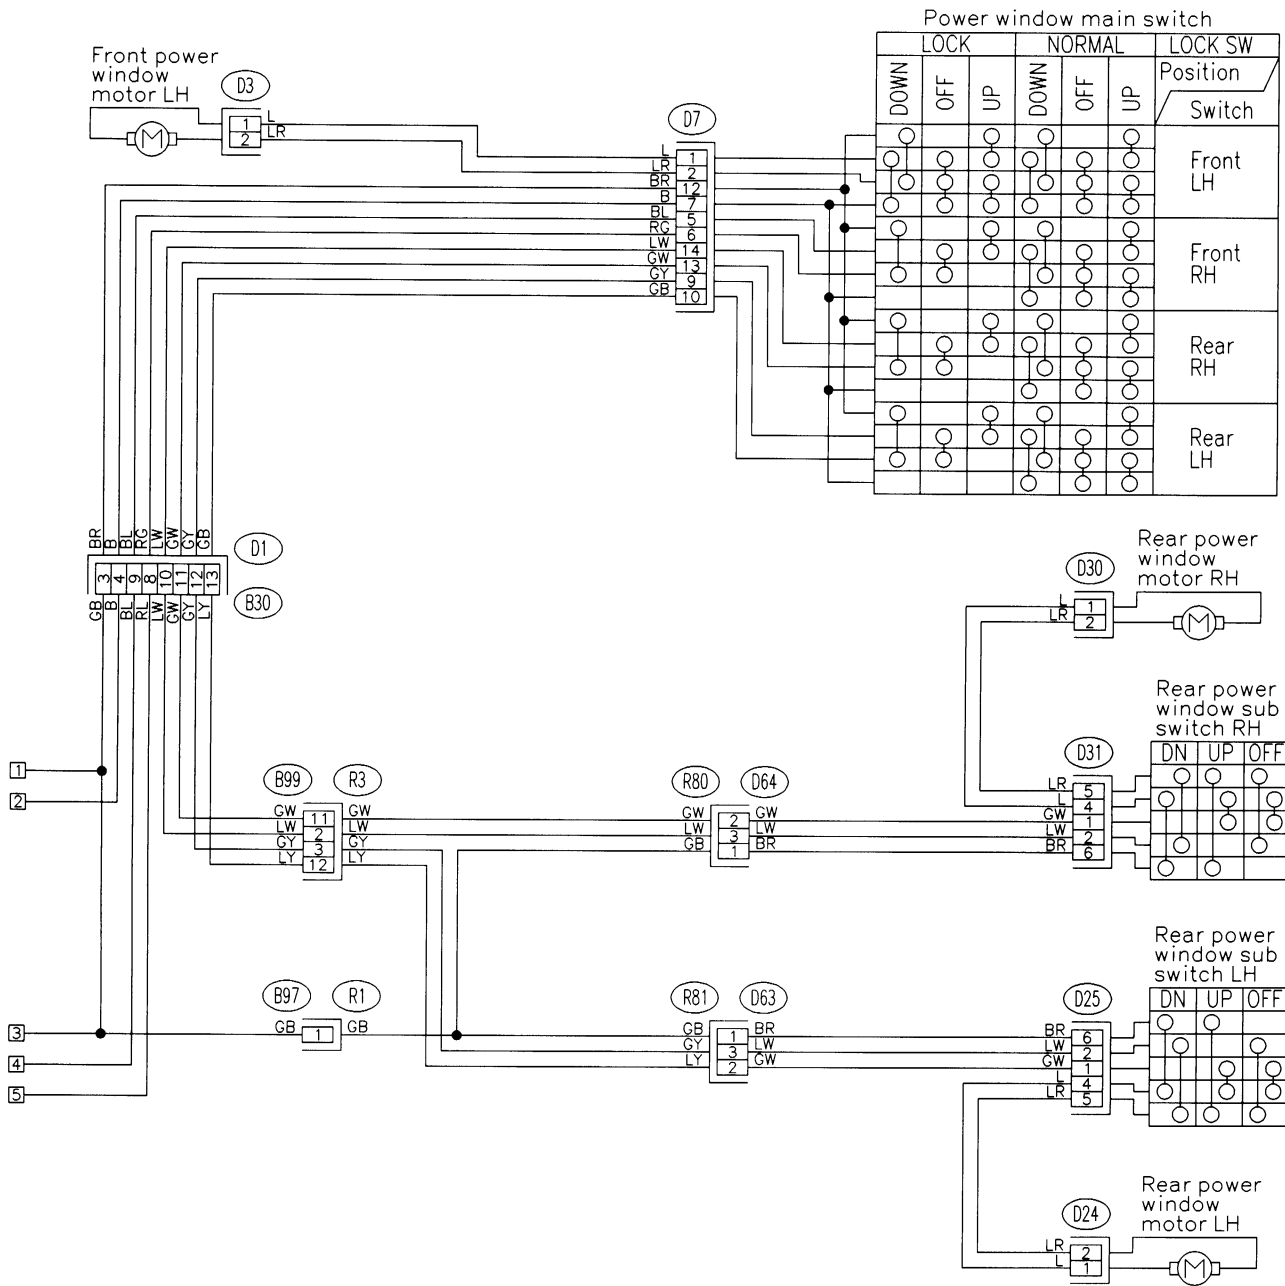 Power window main switch
LOCK NORMAL LOCK SW
DOWN OFF UP DOWN OFF UP Position
Switch
Front
LH
Front
RH
Rear
RH
Rear
LH
Front power
window
motor LH
D3
1 L
2 LR
D7
L 1
LR 2
BR 12
B 7
BL 5
RG 6
LW 14
GW 13
GY 9
GB 10
BR B BL RG LW GW GY GB
D1
3 4 9 8 10 11 12 13
B30
GB B BL RL LW GW GY LY
Rear power
window
motor RH
D30
L 1
LR 2
M
Rear power
window sub
switch RH
DN UP OFF
D31
LR 5
L 4
GW 1
LW 2
BR 6
1
2
B99 R3
GW 11 GW
LW 2 LW
GY 3 GY
LY 12 LY
R80 D64
GW 2 GW
LW 3 LW
GB 1 BR
3
4
5
B97 R1
GB 1 GB
R81 D63
GB 1 BR
GY 3 LW
LY 2 GW
Rear power
window sub
switch LH
DN UP OFF
D25
BR 6
LW 2
GW 1
L 4
LR 5
Rear power
window
motor LH
D24
LR 2
L 1
M
M